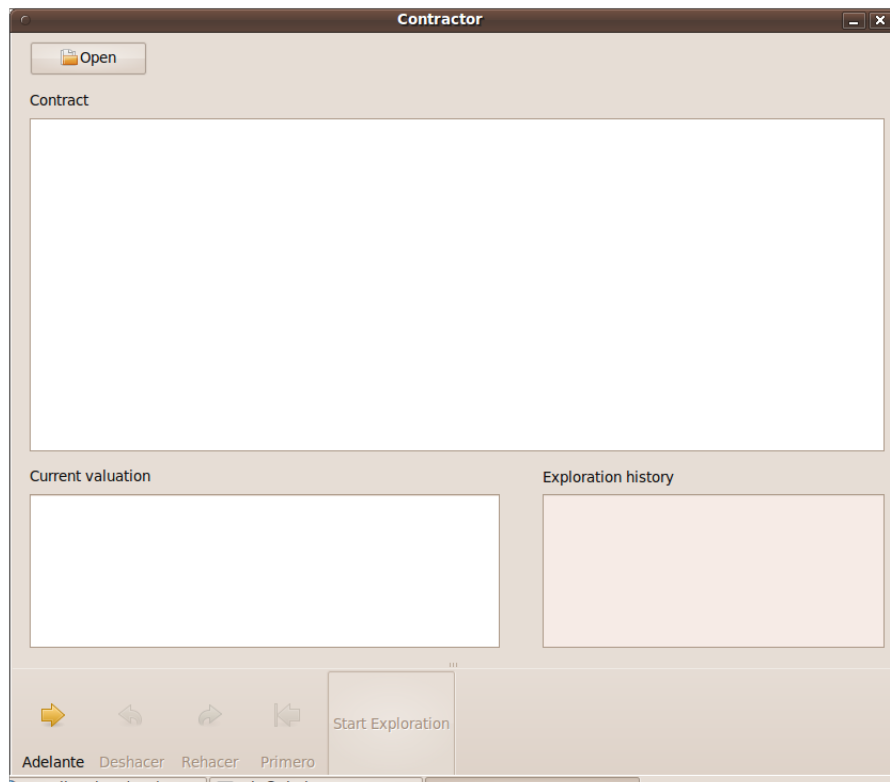 Contractor
Open
Contract
Current valuation
Exploration history
Start Exploration
Adelante Deshacer Rehacer Primero